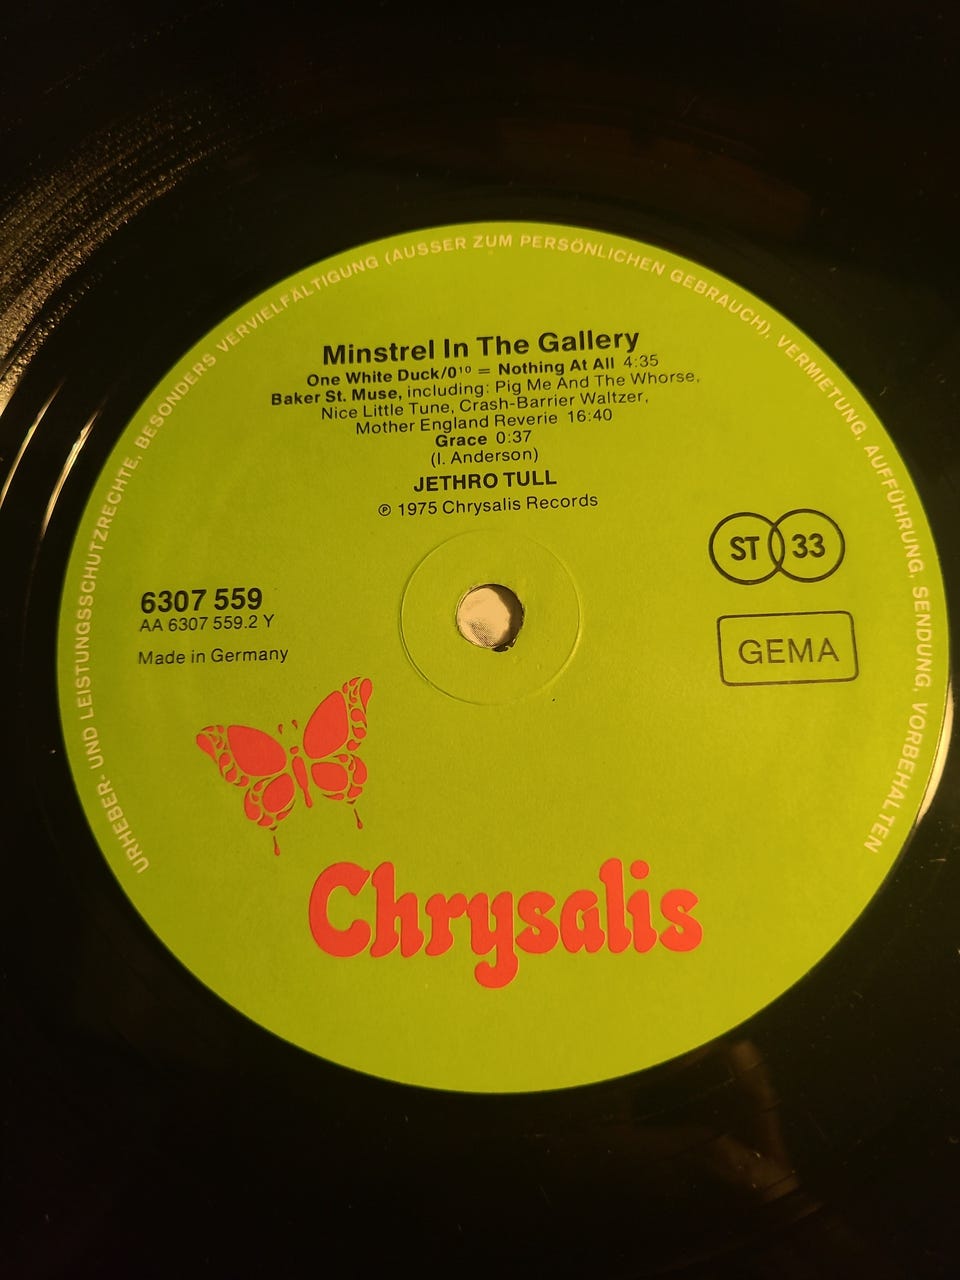 URHEBER- UND LEISTUNGSSCHUTZRECHTE, BESONDERS VERVIELFÄLTIGUNG (AUSSER ZUM PERSÖNLICHEN GEBRAUCH), VERMIETUNG, AUFFÜHRUNG, SENDUNG, VORBEHALTEN
Minstrel In The Gallery
One White Duck/0¹⁰ = Nothing At All 4:35
Baker St. Muse, including: Pig Me And The Whorse,
Nice Little Tune, Crash-Barrier Waltzer,
Mother England Reverie 16:40
Grace 0:37
(I. Anderson)
JETHRO TULL
℗ 1975 Chrysalis Records
ST 33
6307 559
AA 6307 559.2 Y
Made in Germany
GEMA
Chrysalis